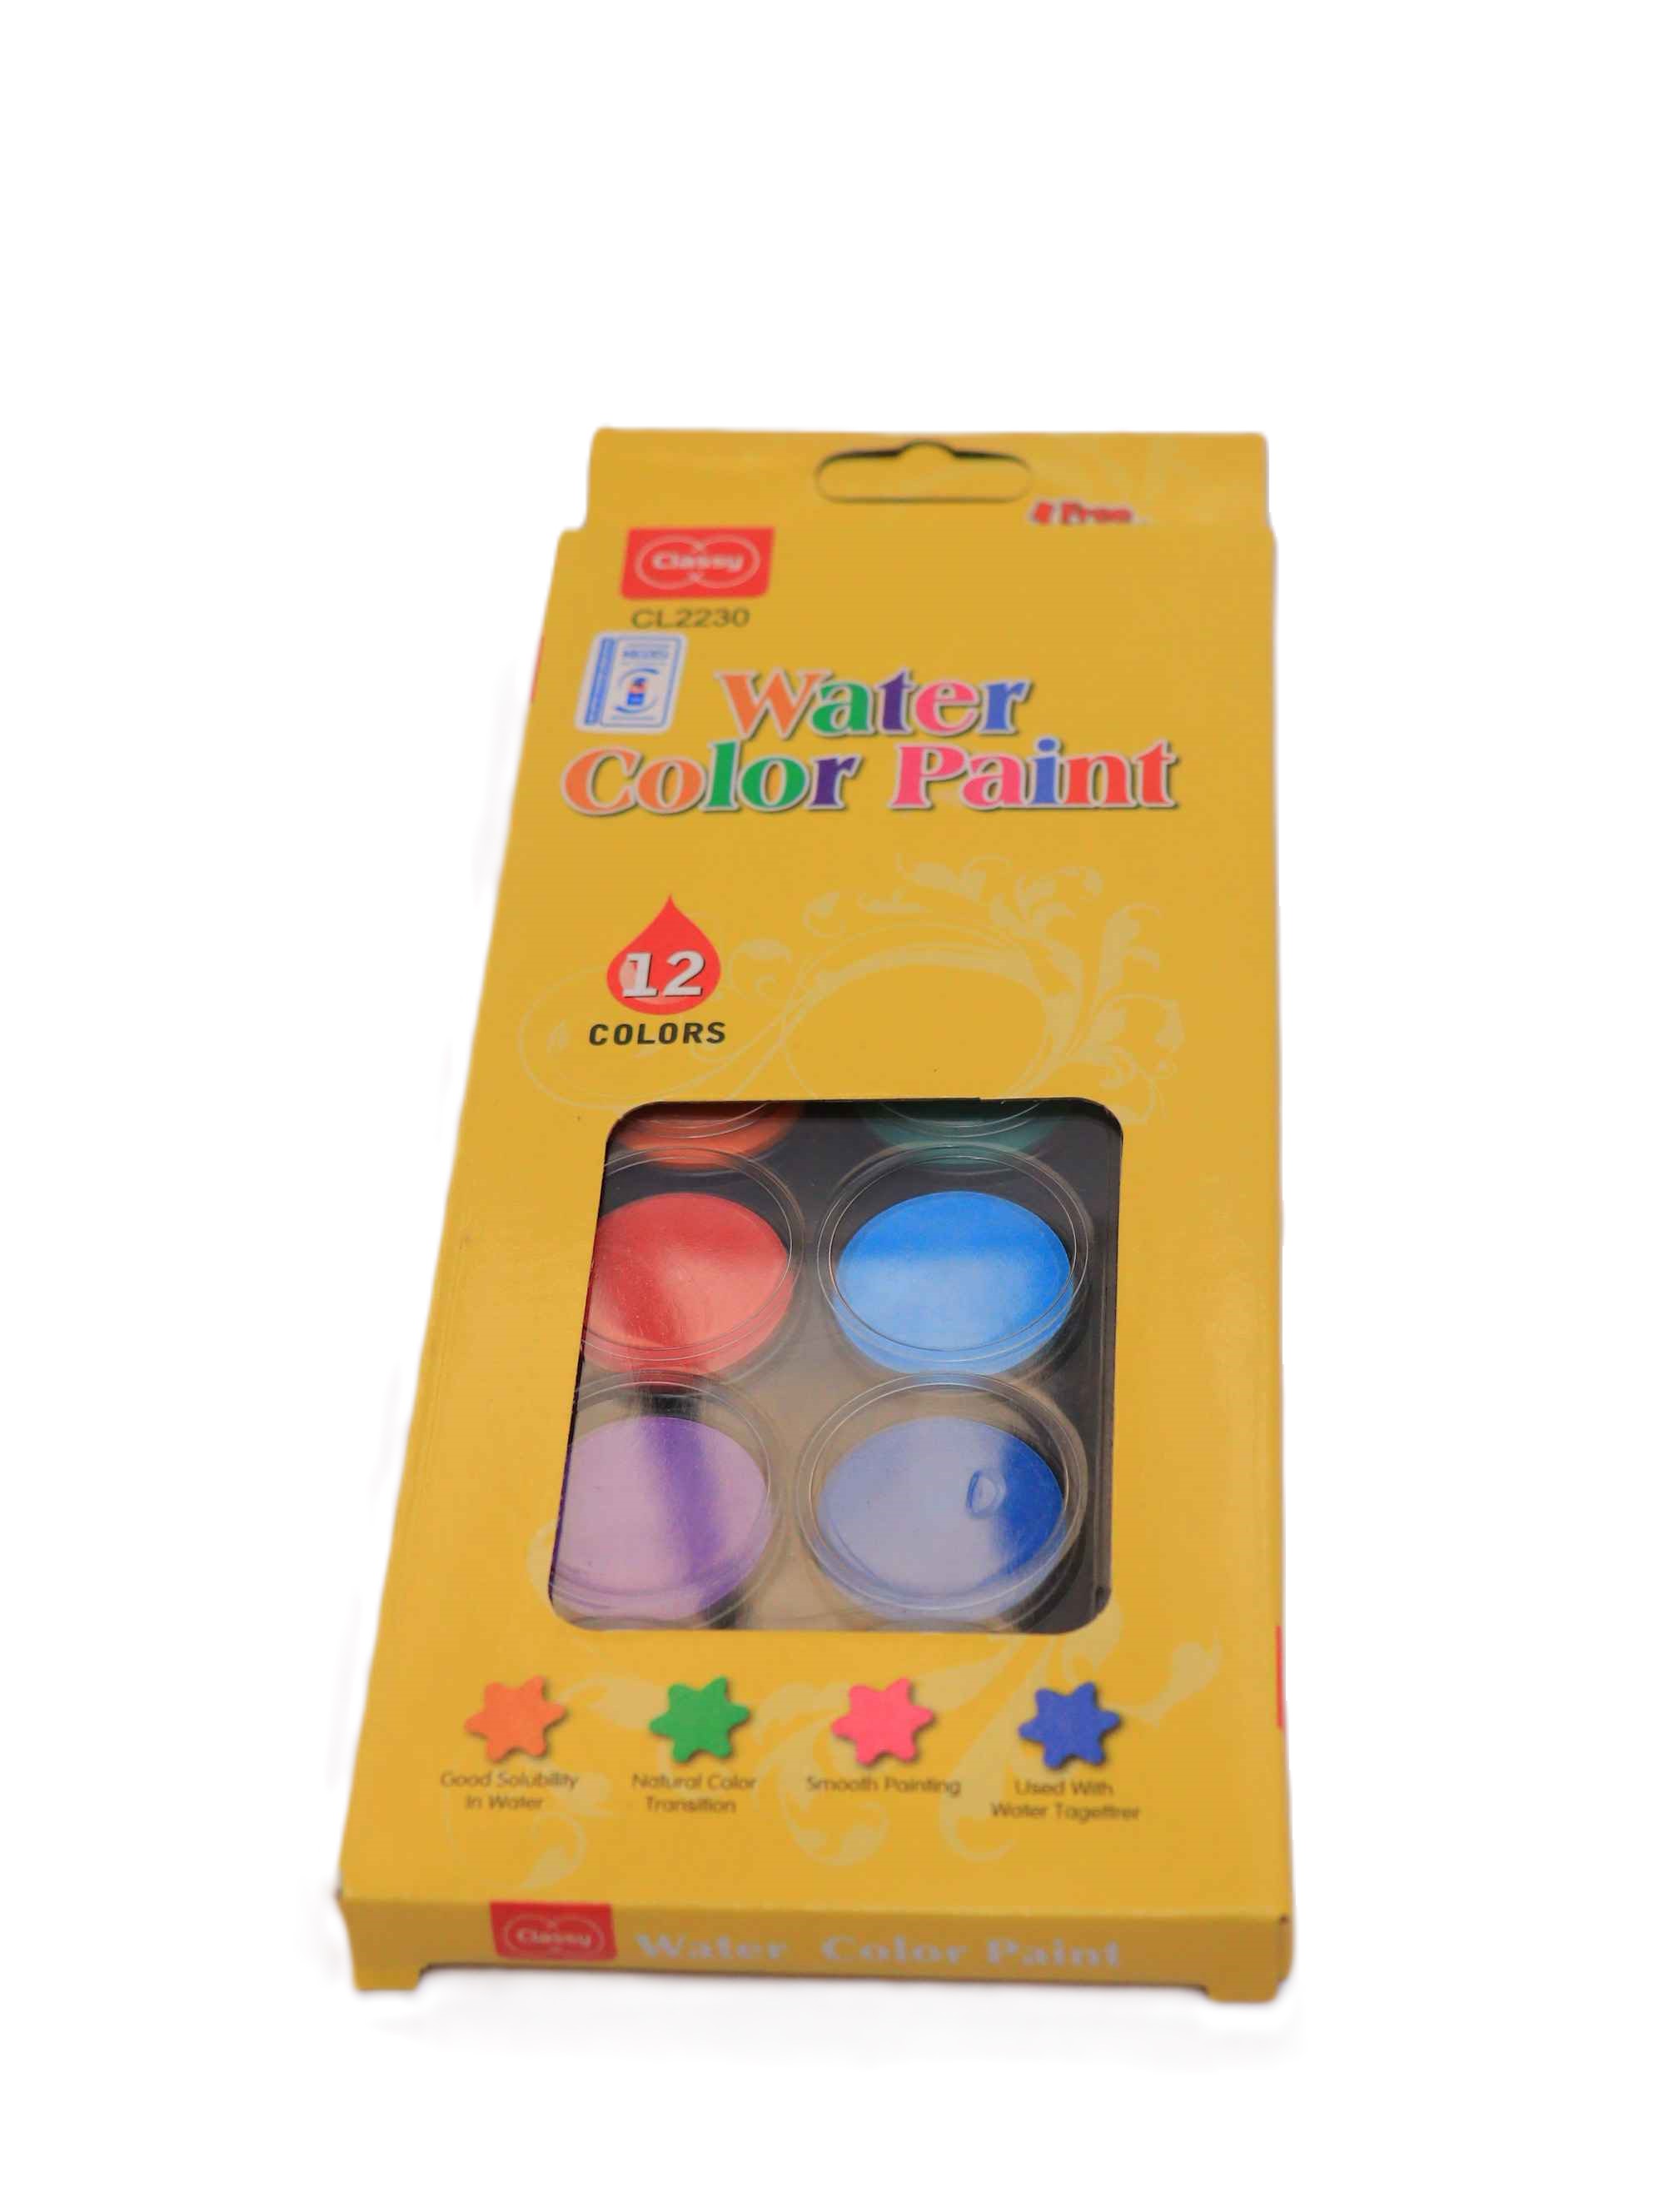 Classy
CL2230
Water
Color Paint
12
COLORS
Good Solubility
In Water
Natural Color
Transition
Smooth Painting
Used With
Water Tagettrer
Classy
Water Color Paint